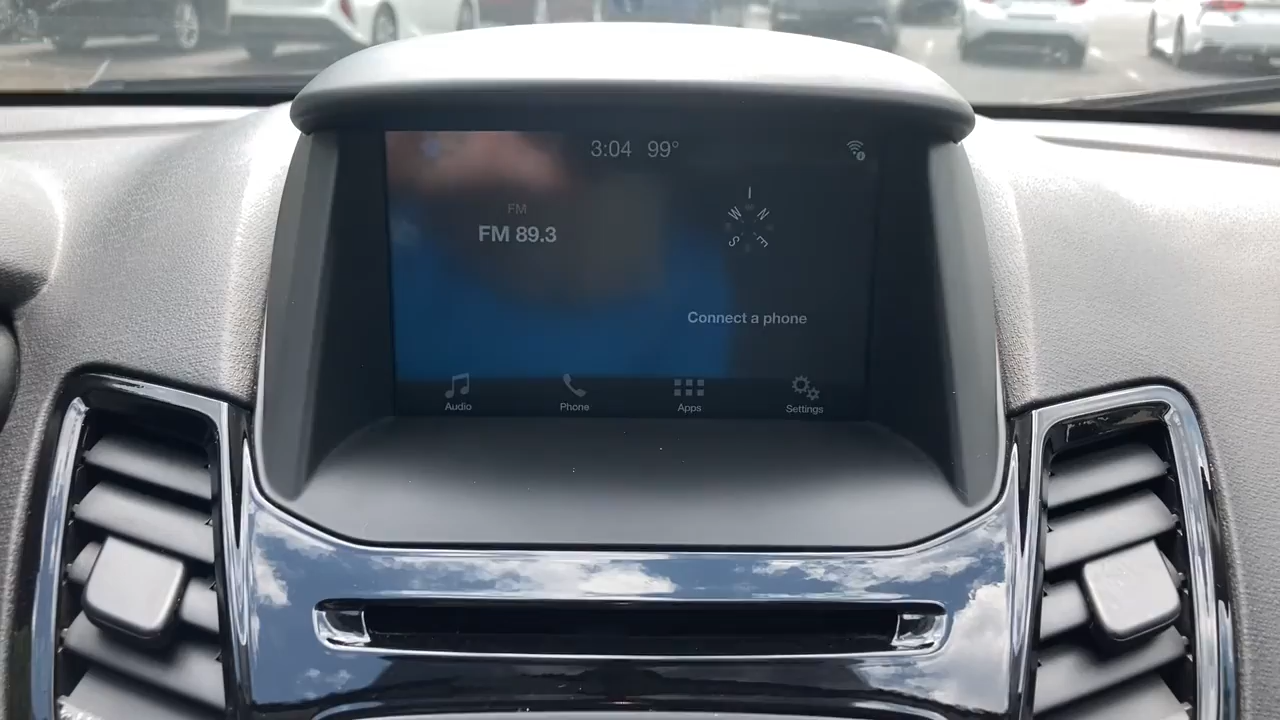 3:04 99°
FM
FM 89.3
W N
S E
Connect a phone
Audio Phone Apps Settings